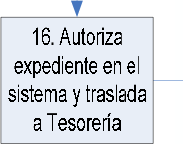 16. Autoriza
expediente en el
sistema y traslada
a Tesorería